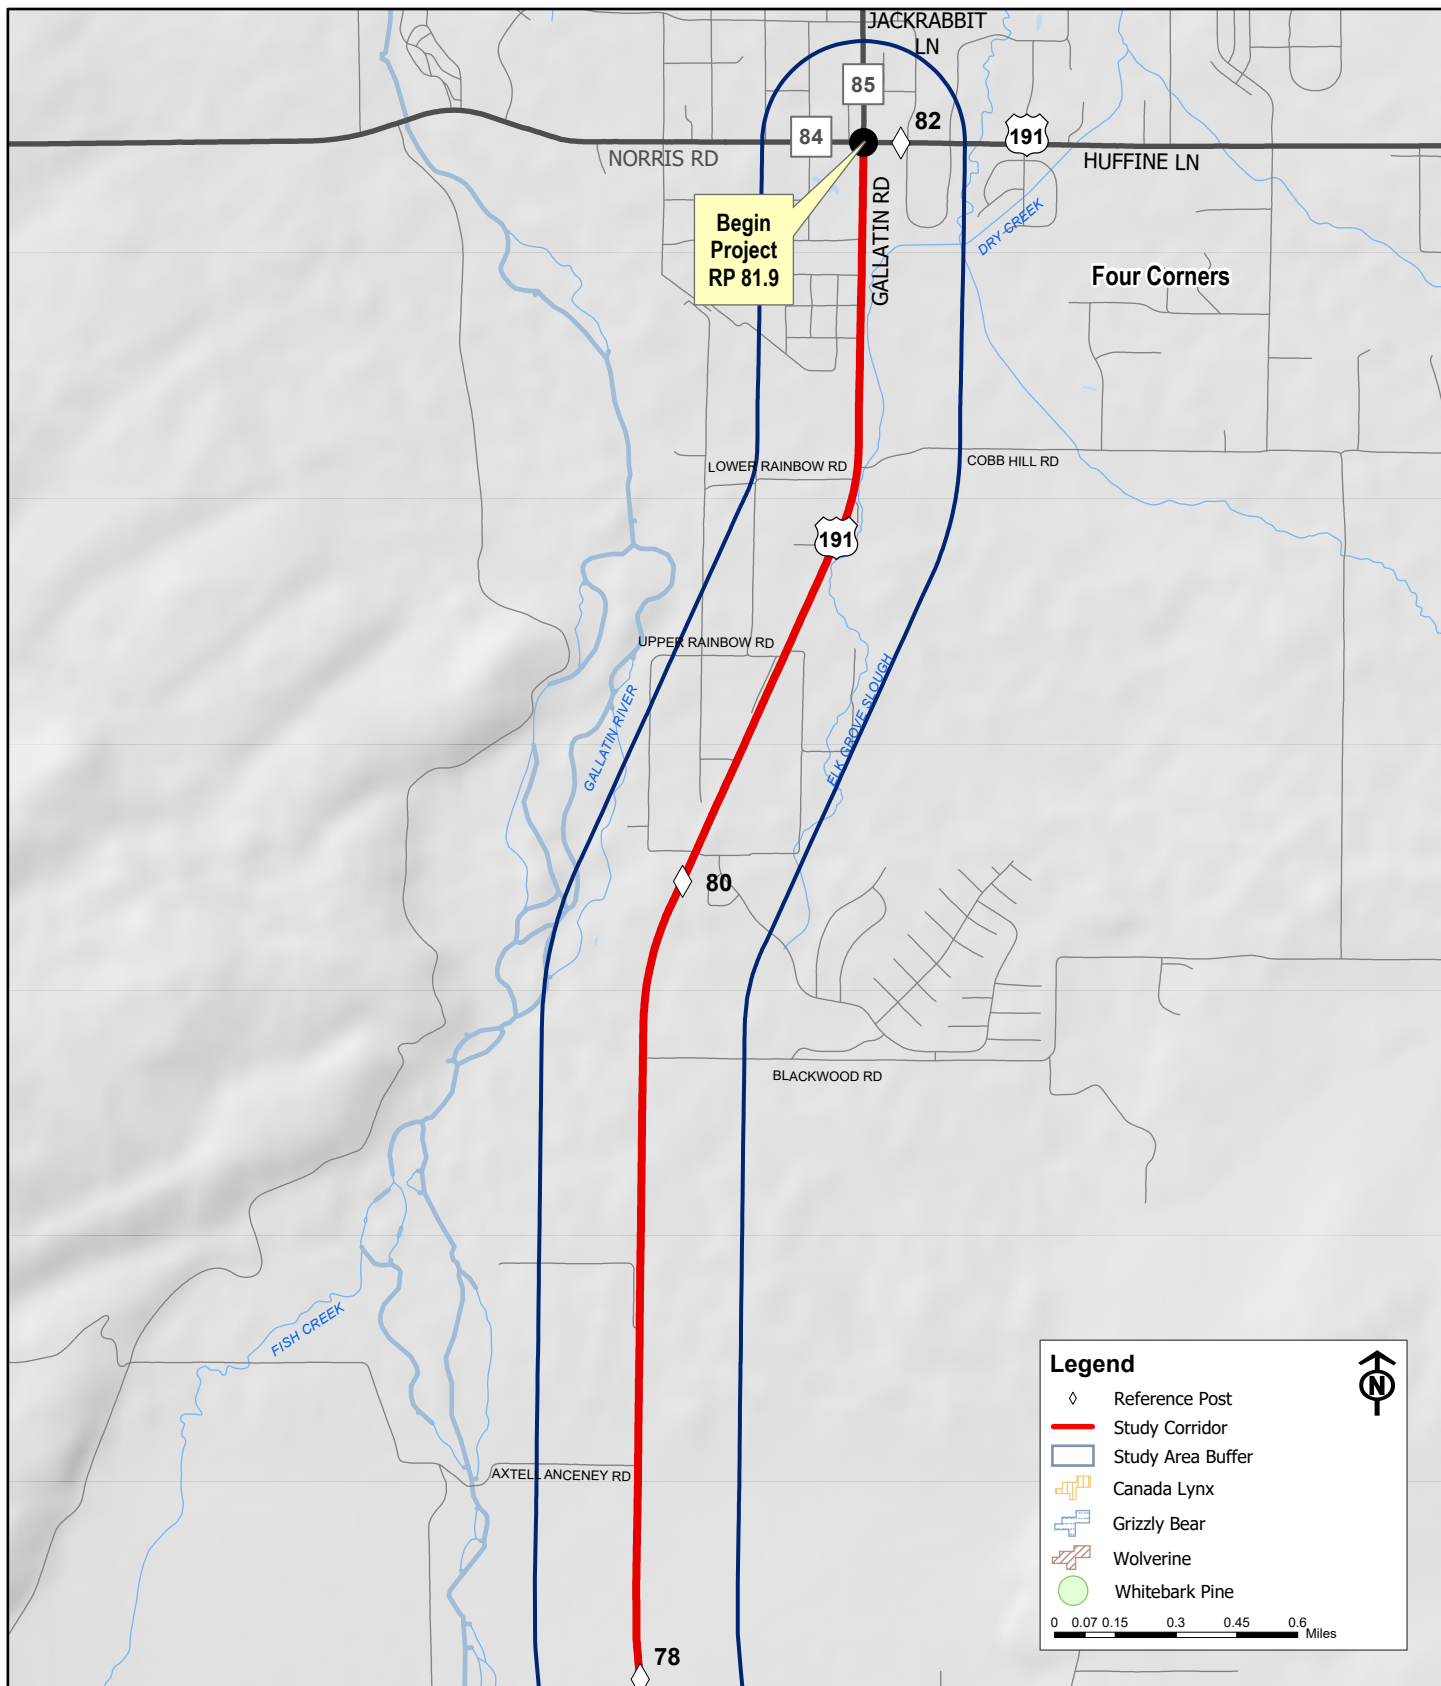 JACKRABBIT
LN
85
82
84
191
NORRIS RD
HUFFINE LN
Begin
Project
RP 81.9
GALLATIN RD
DRY CREEK
Four Corners
LOWER RAINBOW RD
COBB HILL RD
191
UPPER RAINBOW RD
GALLATIN RIVER
ELK GROVE SLOUGH
80
BLACKWOOD RD
FISH CREEK
AXTELL ANCENEY RD
78
Legend
N
Reference Post
Study Corridor
Study Area Buffer
Canada Lynx
Grizzly Bear
Wolverine
Whitebark Pine
0 0.07 0.15 0.3 0.45 0.6
Miles